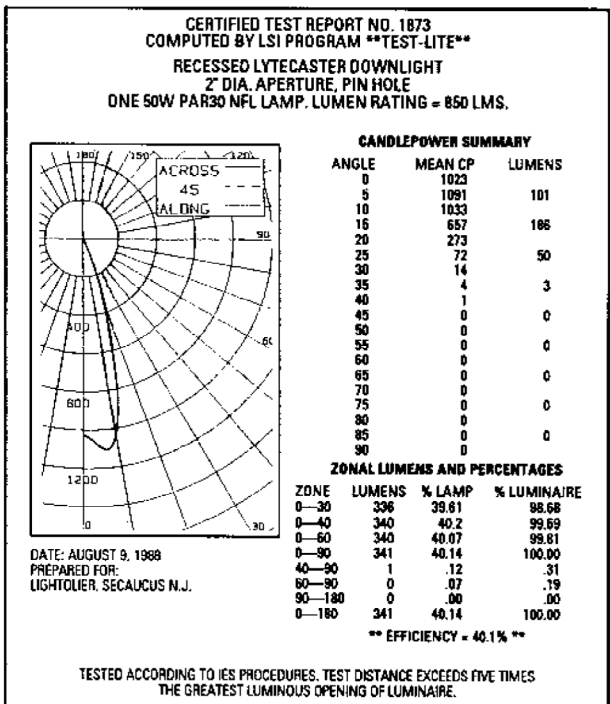 CERTIFIED TEST REPORT NO. 1873
COMPUTED BY LSI PROGRAM **TEST-LITE**
RECESSED LYTECASTER DOWNLIGHT
2" DIA. APERTURE, PIN HOLE
ONE 50W PAR30 NFL LAMP. LUMEN RATING = 850 LMS.
180 150 120
ACROSS
45
ALONG
90
400
60
800
1200
0 30
DATE: AUGUST 9, 1988
PREPARED FOR:
LIGHTOLIER, SECAUCUS N.J.
CANDLEPOWER SUMMARY
ANGLE MEAN CP LUMENS
0 1023
5 1091 101
10 1033
15 657 186
20 273
25 72 50
30 14
35 4 3
40 1
45 0 0
50 0
55 0 0
60 0
65 0 0
70 0
75 0 0
80 0
85 0 0
90 0
ZONAL LUMENS AND PERCENTAGES
ZONE LUMENS % LAMP % LUMINAIRE
0—30 336 39.61 98.68
0—40 340 40.2 99.69
0—60 340 40.07 99.81
0—90 341 40.14 100.00
40—90 1 .12 .31
60—90 0 .07 .19
90—180 0 .00 .00
0—180 341 40.14 100.00
** EFFICIENCY = 40.1% **
TESTED ACCORDING TO IES PROCEDURES. TEST DISTANCE EXCEEDS FIVE TIMES
THE GREATEST LUMINOUS OPENING OF LUMINAIRE.